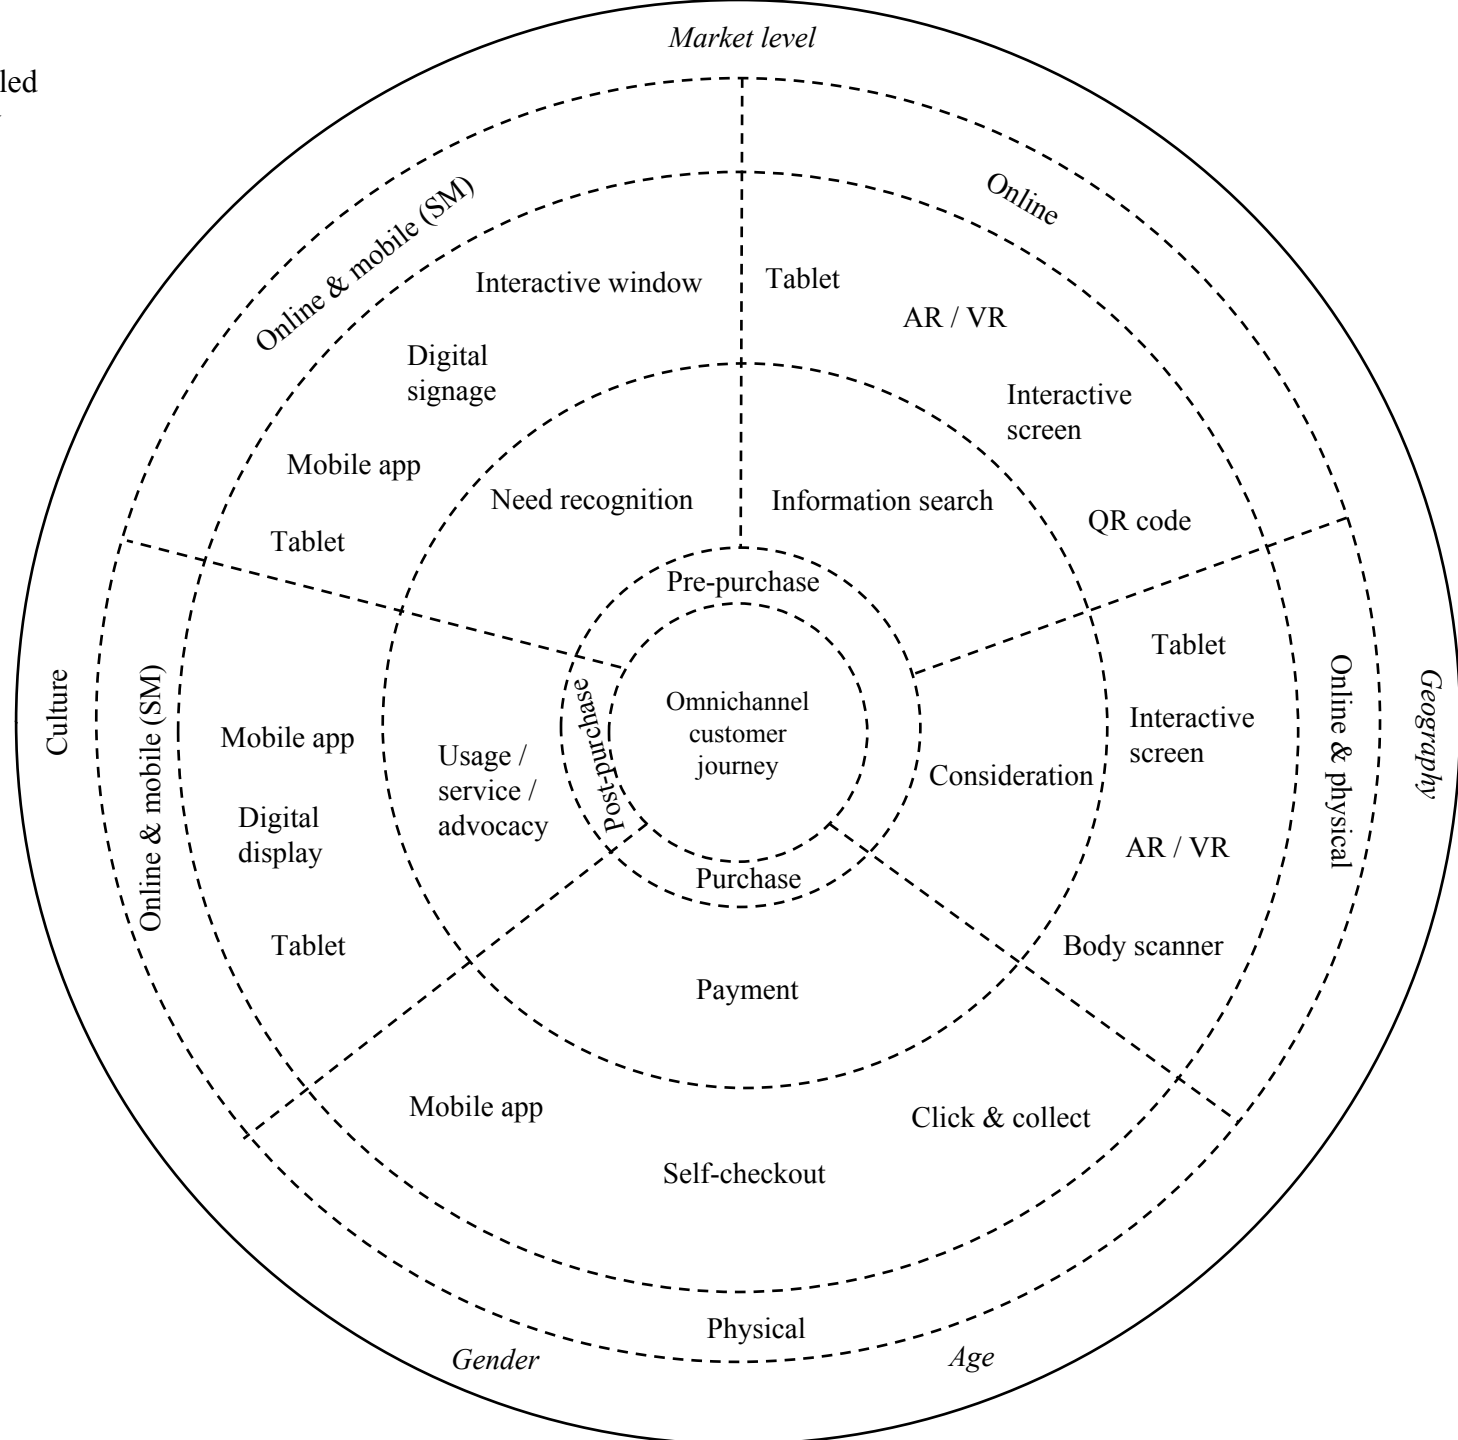 Market level
led
Online & mobile (SM)
Online
Interactive window
Tablet
AR / VR
Digital
signage
Interactive
screen
Mobile app
Need recognition
Information search
QR code
Tablet
Pre-purchase
Tablet
Culture
Online & mobile (SM)
Mobile app
Usage /
service /
advocacy
Post-purchase
Omnichannel
customer
journey
Consideration
Interactive
screen
Online & physical
Geography
Digital
display
AR / VR
Purchase
Tablet
Body scanner
Payment
Mobile app
Click & collect
Self-checkout
Physical
Gender
Age